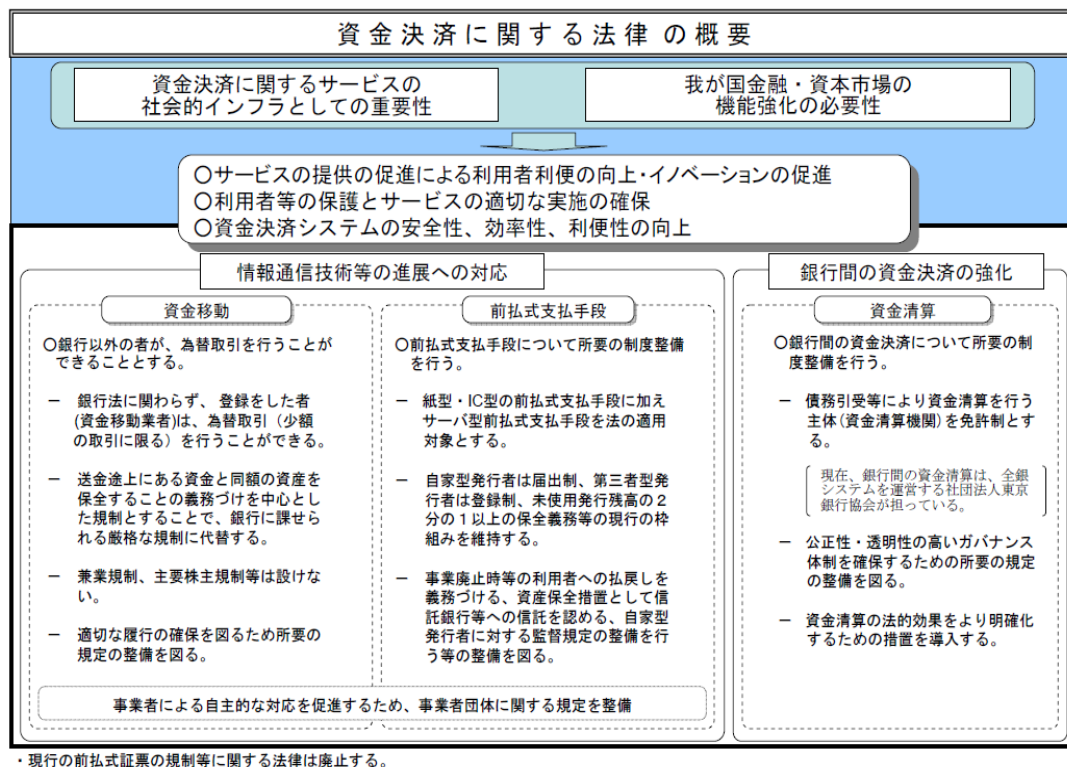 資金決済に関する法律 の概要
資金決済に関するサービスの
社会的インフラとしての重要性
我が国金融・資本市場の
機能強化の必要性
○サービスの提供の促進による利用者利便の向上・イノベーションの促進
○利用者等の保護とサービスの適切な実施の確保
○資金決済システムの安全性、効率性、利便性の向上
情報通信技術等の進展への対応
資金移動
○銀行以外の者が、為替取引を行うことが
できることとする。
－ 銀行法に関わらず、登録をした者
(資金移動業者)は、為替取引（少額
の取引に限る）を行うことができる。
－ 送金途上にある資金と同額の資産を
保全することの義務づけを中心とし
た規制とすることで、銀行に課せら
れる厳格な規制に代替する。
－ 兼業規制、主要株主規制等は設けな
い。
－ 適切な履行の確保を図るため所要の
規定の整備を図る。
前払式支払手段
○前払式支払手段について所要の制度整備
を行う。
－ 紙型・IC型の前払式支払手段に加え
サーバ型前払式支払手段を法の適用
対象とする。
－ 自家型発行者は届出制、第三者型発
行者は登録制、未使用発行残高の２
分の１以上の保全義務等の現行の枠
組みを維持する。
－ 事業廃止時等の利用者への払戻しを
義務づける、資産保全措置として信
託銀行等への信託を認める、自家型
発行者に対する監督規定の整備を行
う等の整備を図る。
事業者による自主的な対応を促進するため、事業者団体に関する規定を整備
銀行間の資金決済の強化
資金清算
○銀行間の資金決済について所要の制
度整備を行う。
－ 債務引受等により資金清算を行う
主体(資金清算機関)を免許制とす
る。
現在、銀行間の資金清算は、全銀
システムを運営する社団法人東京
銀行協会が担っている。
－ 公正性・透明性の高いガバナンス
体制を確保するための所要の規定
の整備を図る。
－ 資金清算の法的効果をより明確化
するための措置を導入する。
・現行の前払式証票の規制等に関する法律は廃止する。